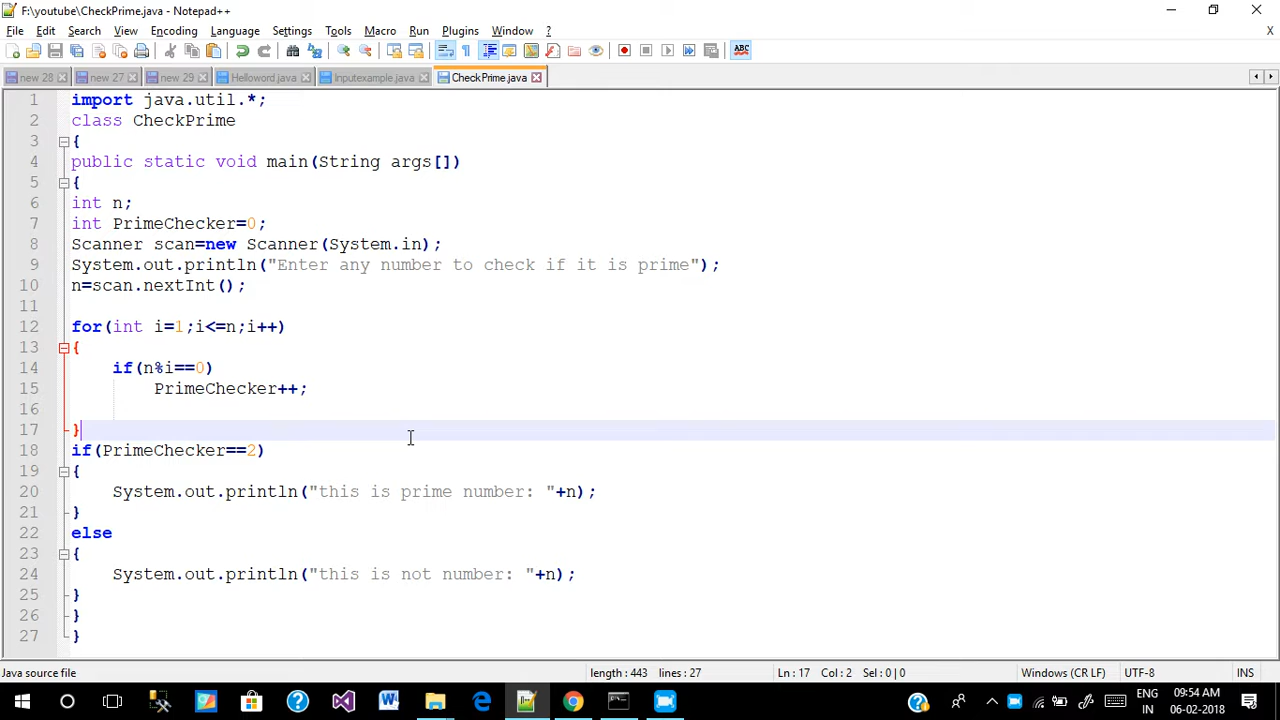 F:\youtube\CheckPrime.java - Notepad++
File Edit Search View Encoding Language Settings Tools Macro Run Plugins Window ? X
ABC
new 28 new 27 new 29 Helloword.java Inputexample.java CheckPrime.java
1 import java.util.*;
2 class CheckPrime
3 {
4 public static void main(String args[])
5 {
6 int n;
7 int PrimeChecker=0;
8 Scanner scan=new Scanner(System.in);
9 System.out.println("Enter any number to check if it is prime");
10 n=scan.nextInt();
11
12 for(int i=1;i<=n;i++)
13 {
14 if(n%i==0)
15 PrimeChecker++;
16
17 }
18 if(PrimeChecker==2)
19 {
20 System.out.println("this is prime number: "+n);
21 }
22 else
23 {
24 System.out.println("this is not number: "+n);
25 }
26 }
27 }
Java source file length : 443 lines : 27 Ln : 17 Col : 2 Sel : 0 | 0 Windows (CR LF) UTF-8 INS
ENG 09:54 AM
IN 06-02-2018